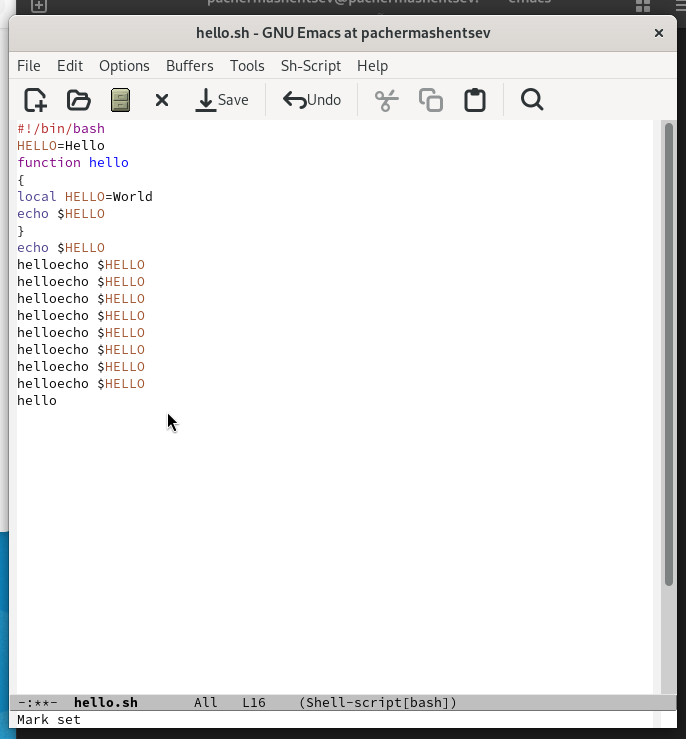 hello.sh - GNU Emacs at pachermashentsev
File Edit Options Buffers Tools Sh-Script Help
Save Undo
#!/bin/bash
HELLO=Hello
function hello
{
local HELLO=World
echo $HELLO
}
echo $HELLO
helloecho $HELLO
helloecho $HELLO
helloecho $HELLO
helloecho $HELLO
helloecho $HELLO
helloecho $HELLO
helloecho $HELLO
helloecho $HELLO
hello
-:**- hello.sh All L16 (Shell-script[bash])
Mark set